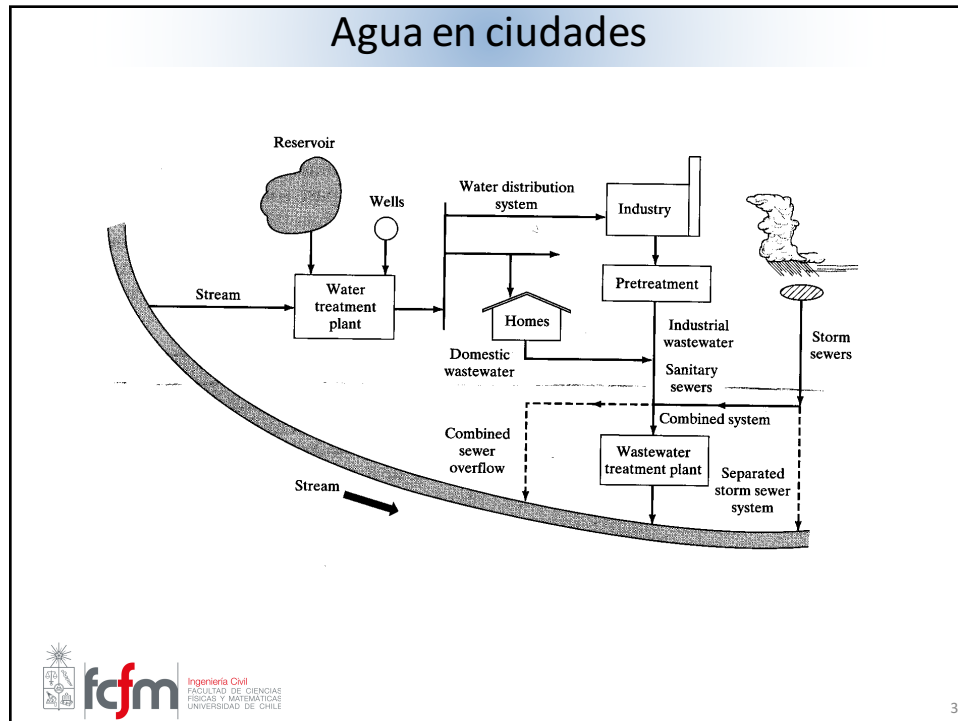 Agua en ciudades
Reservoir
Wells
Water distribution
system
Industry
Stream
Water
treatment
plant
Pretreatment
Homes
Domestic
wastewater
Industrial
wastewater
Storm
sewers
Sanitary
sewers
Combined system
Combined
sewer
overflow
Wastewater
treatment plant
Separated
storm sewer
system
Stream
fcfm
Ingeniería Civil
FACULTAD DE CIENCIAS
FÍSICAS Y MATEMÁTICAS
UNIVERSIDAD DE CHILE
3